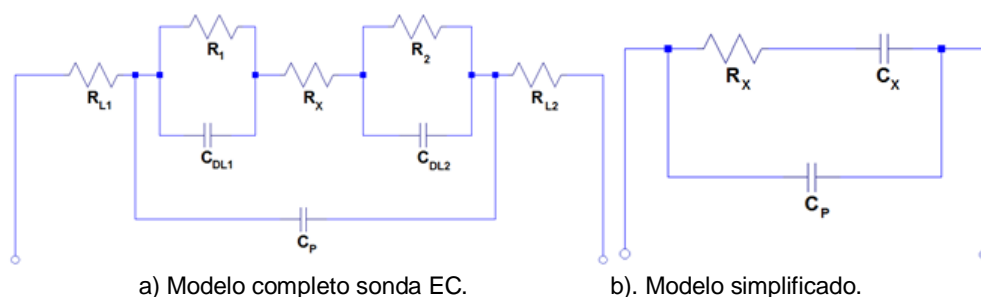 R1
R2
RL1
RX
RL2
CDL1
CDL2
CP
RX
CX
CP
a) Modelo completo sonda EC.
b). Modelo simplificado.